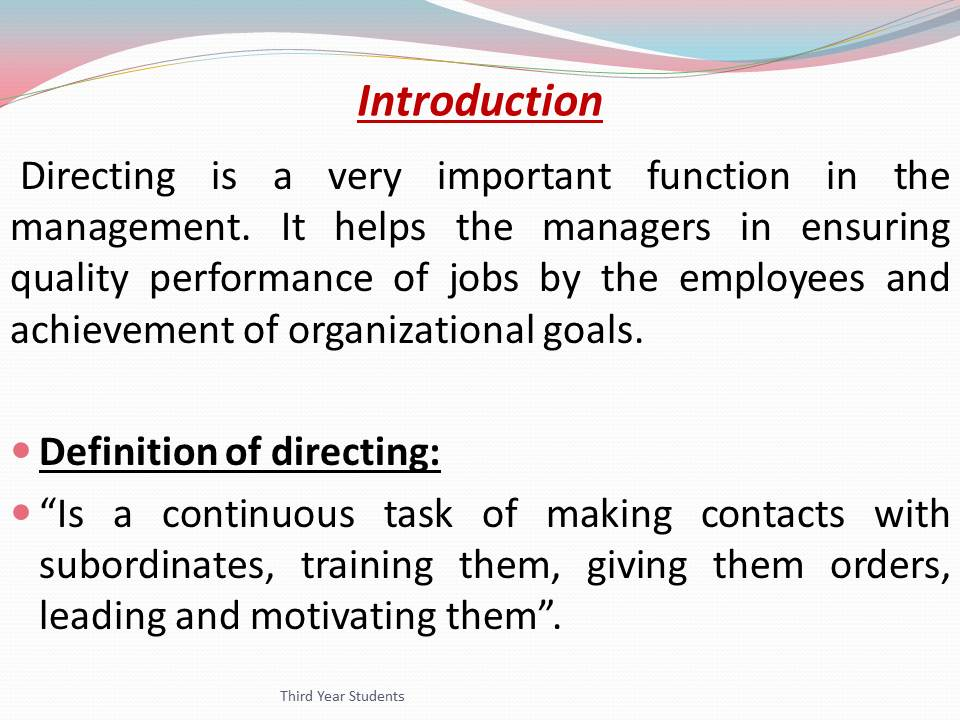 Introduction
Directing is a very important function in the
management. It helps the managers in ensuring
quality performance of jobs by the employees and
achievement of organizational goals.
Definition of directing:
“Is a continuous task of making contacts with
subordinates, training them, giving them orders,
leading and motivating them”.
Third Year Students